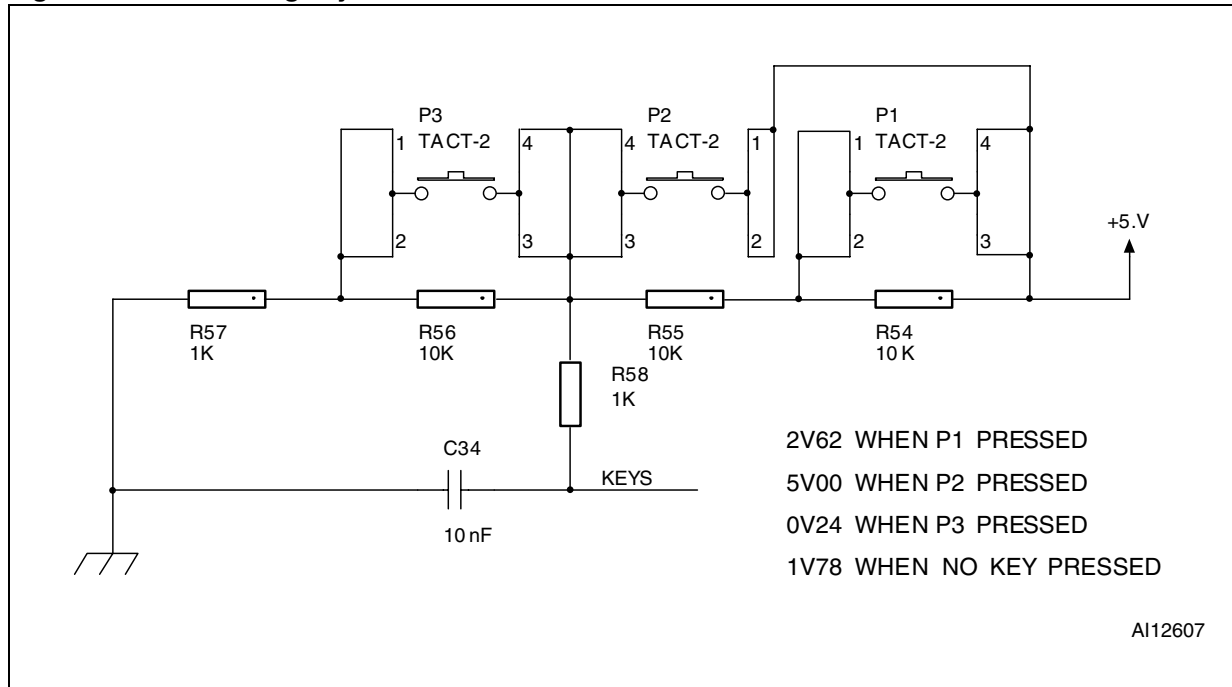 P3
TACT-2
P2
TACT-2
P1
TACT-2
1
4
4
1
1
4
2
3
3
2
2
3
+5.V
R57
1K
R56
10K
R55
10K
R54
10 K
R58
1K
C34
10 nF
KEYS
2V62 WHEN P1 PRESSED
5V00 WHEN P2 PRESSED
0V24 WHEN P3 PRESSED
1V78 WHEN NO KEY PRESSED
AI12607